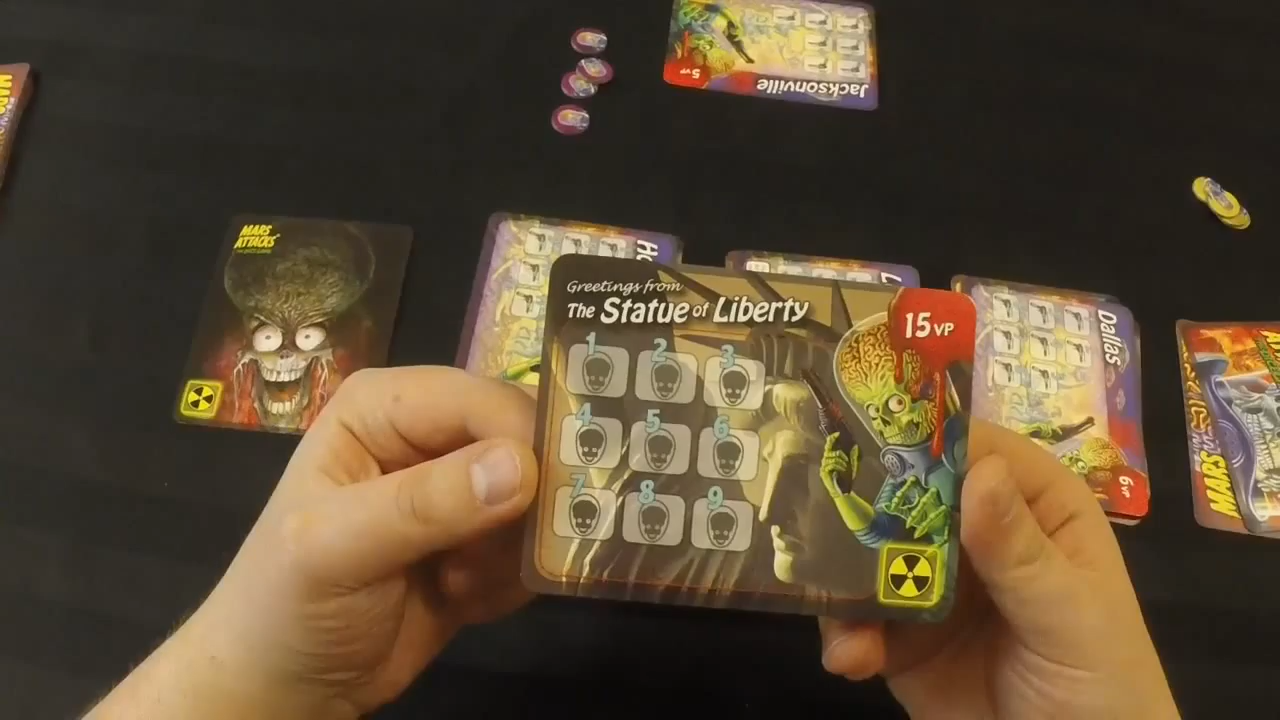 5VP
Jacksonville
MARS
ATTACKS
Greetings from
The Statue of Liberty
15VP
1 2 3
4 5 6
7 8 9
Dallas
6VP
MARS